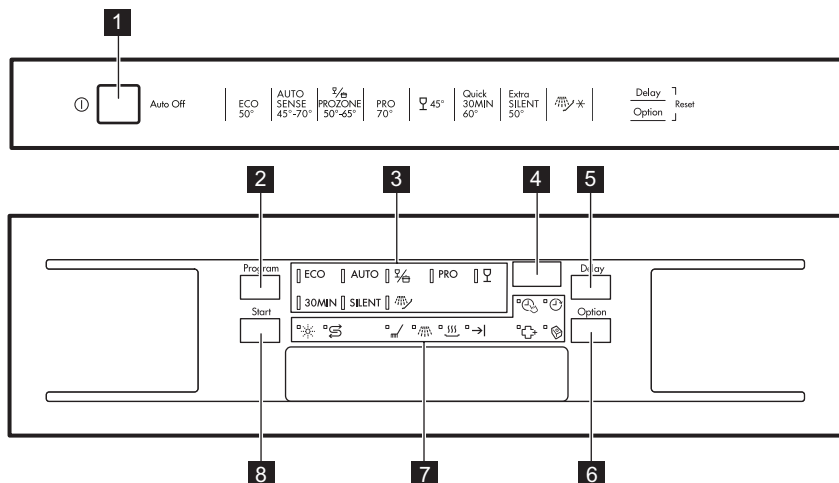 1
Auto Off
ECO
50°
AUTO
SENSE
45°-70°
PROZONE
50°-65°
PRO
70°
45°
Quick
30MIN
60°
Extra
SILENT
50°
Delay
Option
Reset
2
3
4
5
Program
ECO
AUTO
PRO
Delay
30MIN
SILENT
Start
Option
8
7
6